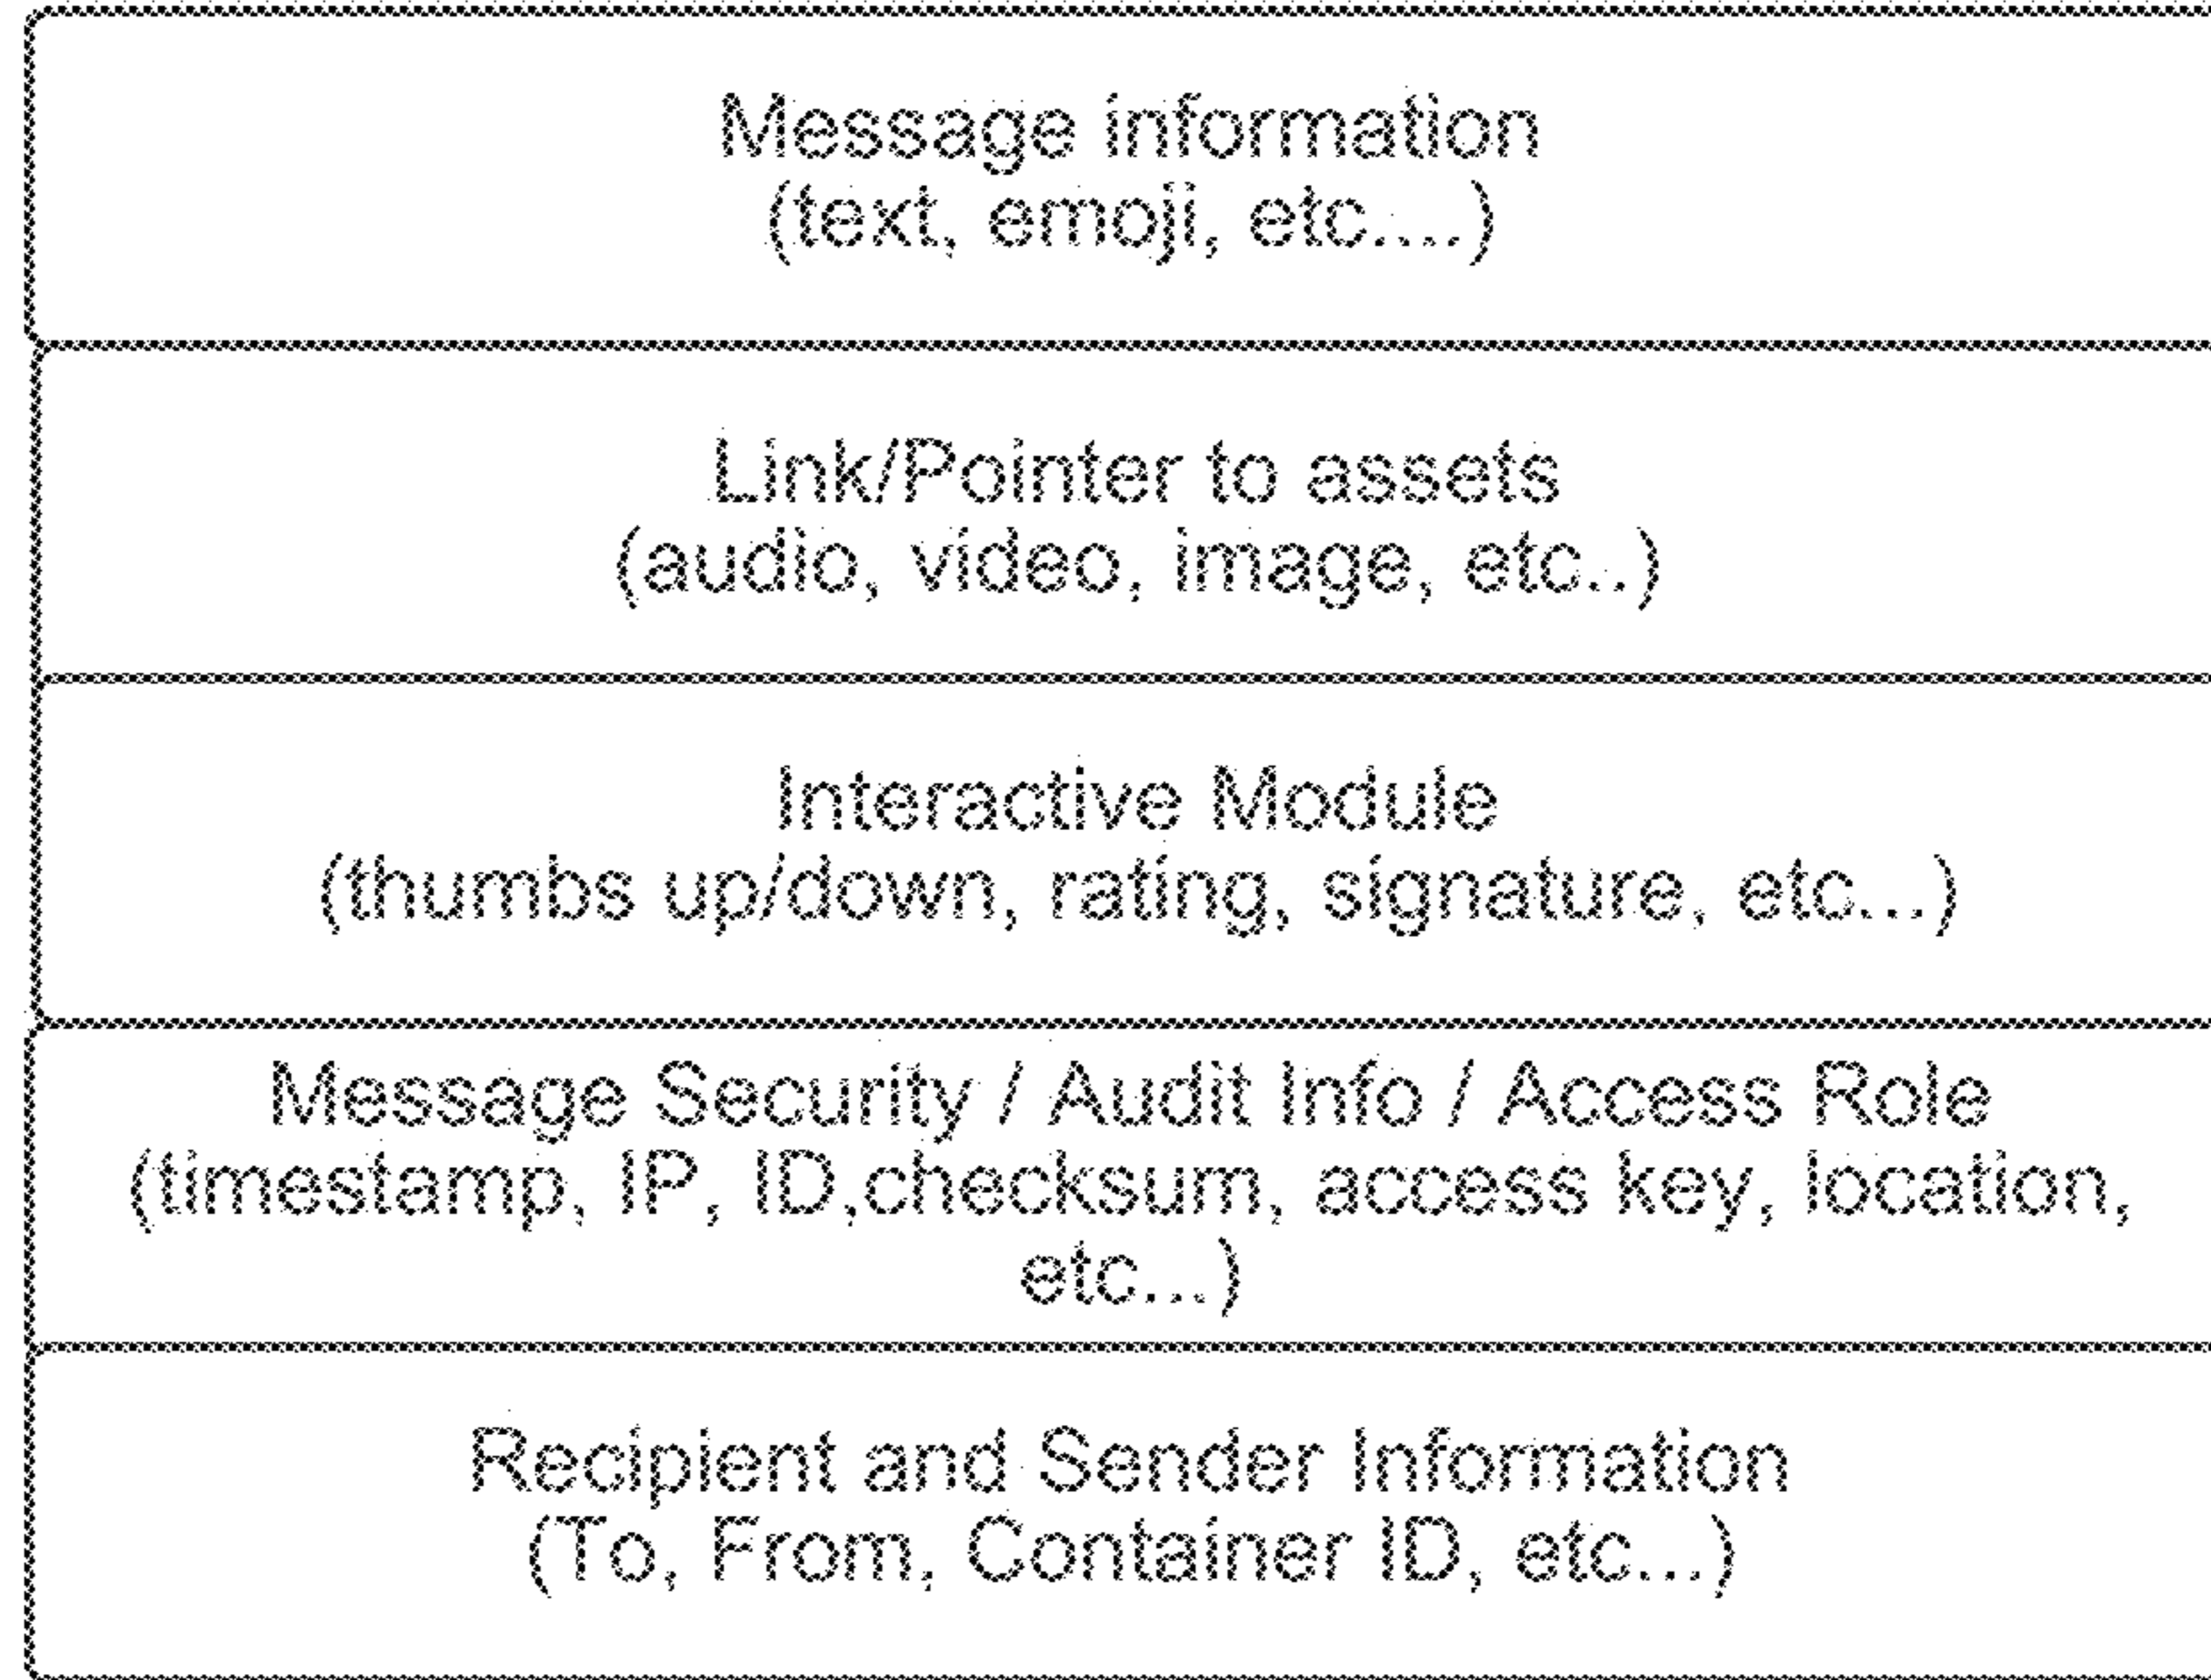 Message information
(text, emoji, etc....)
Link/Pointer to assets
(audio, video, image, etc..)
Interactive Module
(thumbs up/down, rating, signature, etc...)
Message Security / Audit Info / Access Role
(timestamp, IP, ID,checksum, access key, location,
etc...)
Recipient and Sender Information
(To, From, Container ID, etc...)